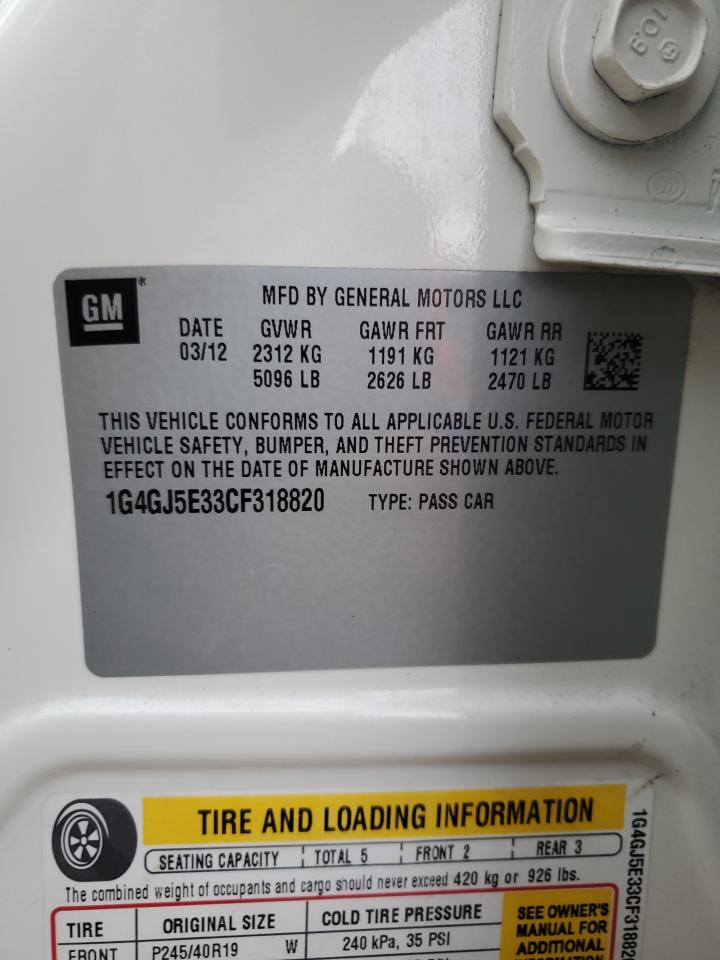 10.9
GM®
MFD BY GENERAL MOTORS LLC
DATE GVWR GAWR FRT GAWR RR
03/12 2312 KG 1191 KG 1121 KG
5096 LB 2626 LB 2470 LB
THIS VEHICLE CONFORMS TO ALL APPLICABLE U.S. FEDERAL MOTOR
VEHICLE SAFETY, BUMPER, AND THEFT PREVENTION STANDARDS IN
EFFECT ON THE DATE OF MANUFACTURE SHOWN ABOVE.
1G4GJ5E33CF318820 TYPE: PASS CAR
TIRE AND LOADING INFORMATION
SEATING CAPACITY TOTAL 5 FRONT 2 REAR 3
The combined weight of occupants and cargo should never exceed 420 kg or 926 lbs.
TIRE ORIGINAL SIZE COLD TIRE PRESSURE
FRONT P245/40R19 W 240 kPa, 35 PSI
SEE OWNER'S
MANUAL FOR
ADDITIONAL
INFORMATION
1G4GJ5E33CF318820